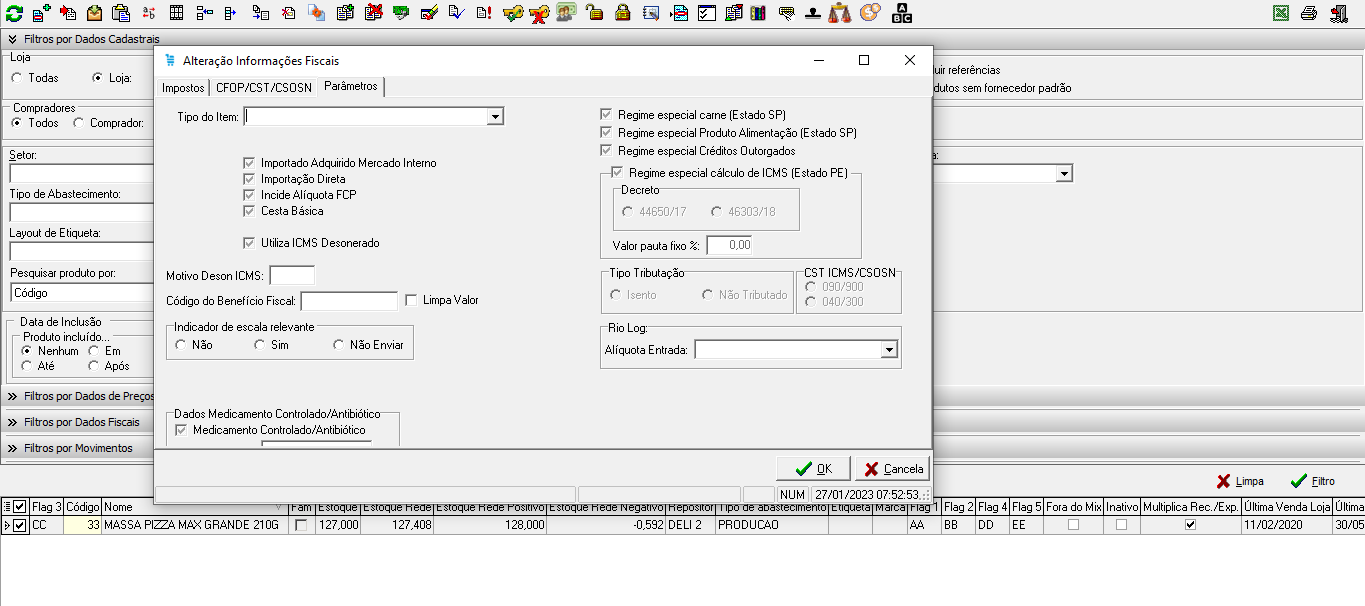 Filtros por Dados Cadastrais
Loja
Todas
Loja:
Compradores
Todos
Comprador:
Setor:
Tipo de Abastecimento:
Layout de Etiqueta:
Pesquisar produto por:
Código
Data de Inclusão
Produto incluído...
Nenhum
Em
Até
Após
Filtros por Dados de Preços
Filtros por Dados Fiscais
Filtros por Movimentos
Alteração Informações Fiscais
Impostos
CFOP/CST/CSOSN
Parâmetros
Tipo do Item:
Importado Adquirido Mercado Interno
Importação Direta
Incide Alíquota FCP
Cesta Básica
Utiliza ICMS Desonerado
Motivo Deson ICMS:
Código do Benefício Fiscal:
Limpa Valor
Indicador de escala relevante
Não
Sim
Não Enviar
Dados Medicamento Controlado/Antibiótico
Medicamento Controlado/Antibiótico
Regime especial carne (Estado SP)
Regime especial Produto Alimentação (Estado SP)
Regime especial Créditos Outorgados
Regime especial cálculo de ICMS (Estado PE)
Decreto
44650/17
46303/18
Valor pauta fixo %:
0,00
Tipo Tributação
Isento
Não Tributado
CST ICMS/CSOSN
090/900
040/300
Rio Log:
Alíquota Entrada:
OK
Cancela
NUM
27/01/2023 07:52:53
luir referências
dutos sem fornecedor padrão
a:
Limpa
Filtro
Flag 3 Código Nome Fam Estoque Estoque Rede Estoque Rede Positivo Estoque Rede Negativo Repositor Tipo de abastecimento Etiqueta Marca Flag 1 Flag 2 Flag 4 Flag 5 Fora do Mix Inativo Multiplica Rec./Exp. Última Venda Loja Última
CC 33 MASSA PIZZA MAX GRANDE 210G 127,000 127,408 128,000 -0,592 DELI 2 PRODUCAO AA BB DD EE 11/02/2020 30/05